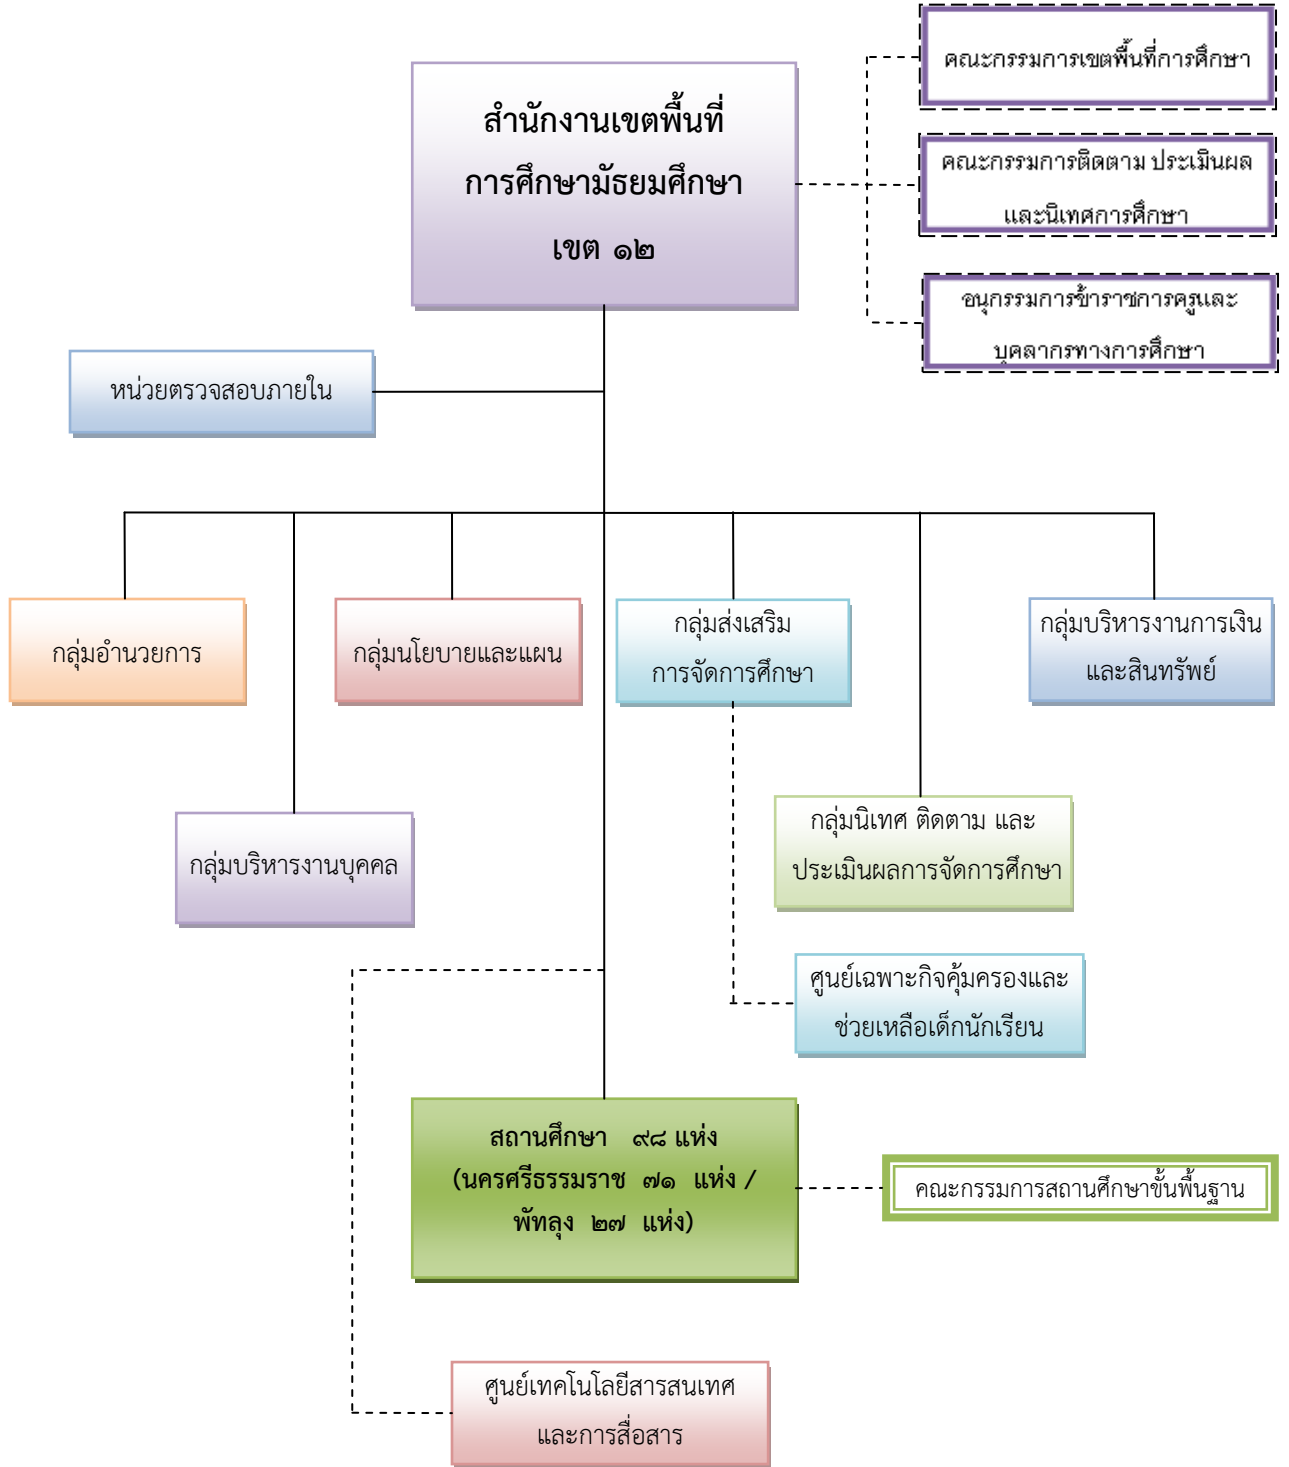 สำนักงานเขตพื้นที่
การศึกษามัธยมศึกษา
เขต ๑๒
คณะกรรมการเขตพื้นที่การศึกษา
คณะกรรมการติดตาม ประเมินผล
และนิเทศการศึกษา
อนุกรรมการข้าราชการครูและ
บุคลากรทางการศึกษา
หน่วยตรวจสอบภายใน
กลุ่มอำนวยการ
กลุ่มนโยบายและแผน
กลุ่มส่งเสริม
การจัดการศึกษา
กลุ่มบริหารงานการเงิน
และสินทรัพย์
กลุ่มบริหารงานบุคคล
กลุ่มนิเทศ ติดตาม และ
ประเมินผลการจัดการศึกษา
ศูนย์เฉพาะกิจคุ้มครองและ
ช่วยเหลือเด็กนักเรียน
สถานศึกษา ๙๘ แห่ง
(นครศรีธรรมราช ๗๑ แห่ง /
พัทลุง ๒๗ แห่ง)
คณะกรรมการสถานศึกษาขั้นพื้นฐาน
ศูนย์เทคโนโลยีสารสนเทศ
และการสื่อสาร